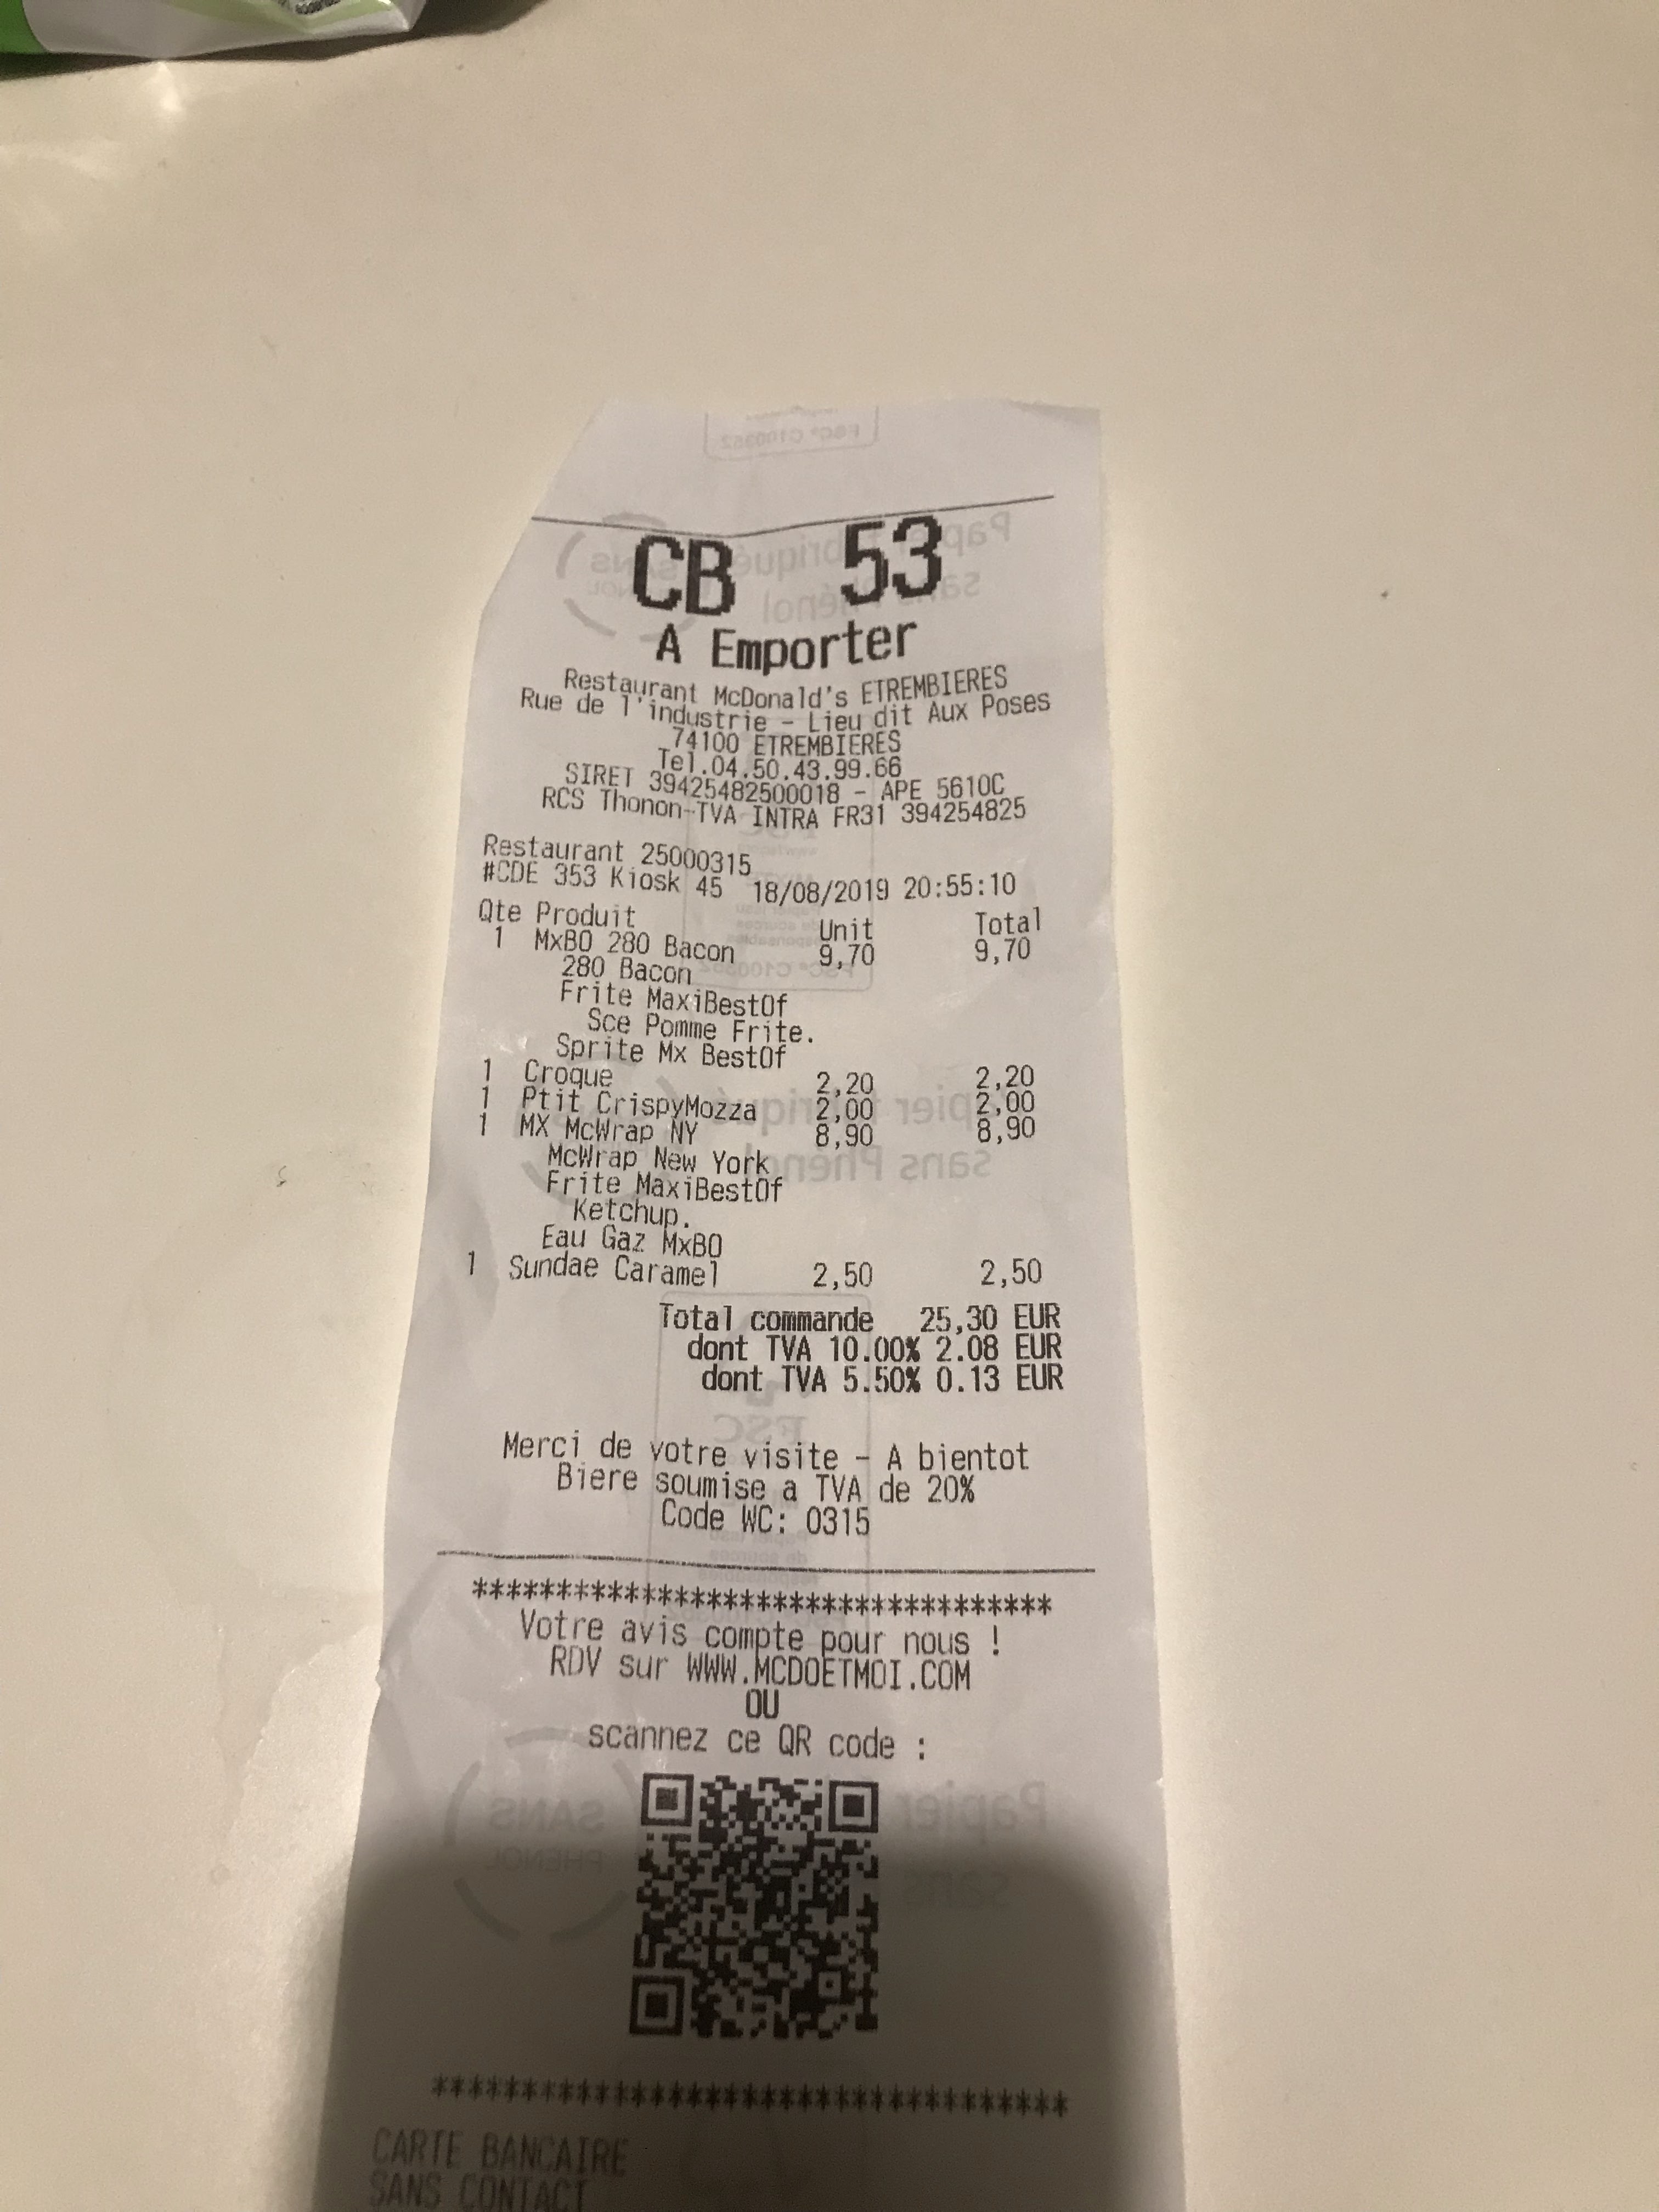 CB 53
A Emporter
Restaurant McDonald's ETREMBIERES
Rue de l'industrie - Lieu dit Aux Poses
74100 ETREMBIERES
Tel.04.50.43.99.66
SIRET 39425482500018 - APE 5610C
RCS Thonon-TVA INTRA FR31 394254825
Restaurant 25000315
#CDE 353 Kiosk 45 18/08/2019 20:55:10
Qte Produit Unit Total
1 MxBO 280 Bacon 9,70 9,70
280 Bacon
Frite MaxiBestOf
Sce Pomme Frite.
Sprite Mx BestOf
1 Croque 2,20 2,20
1 Ptit CrispyMozza 2,00 2,00
1 MX McWrap NY 8,90 8,90
McWrap New York
Frite MaxiBestOf
Ketchup.
Eau Gaz MxBO
1 Sundae Caramel 2,50 2,50
Total commande 25,30 EUR
dont TVA 10.00% 2.08 EUR
dont TVA 5.50% 0.13 EUR
Merci de votre visite - A bientot
Biere soumise a TVA de 20%
Code WC: 0315
***********************************
Votre avis compte pour nous !
RDV sur WWW.MCDOETMOI.COM
OU
scannez ce QR code :
***********************************
CARTE BANCAIRE
SANS CONTACT